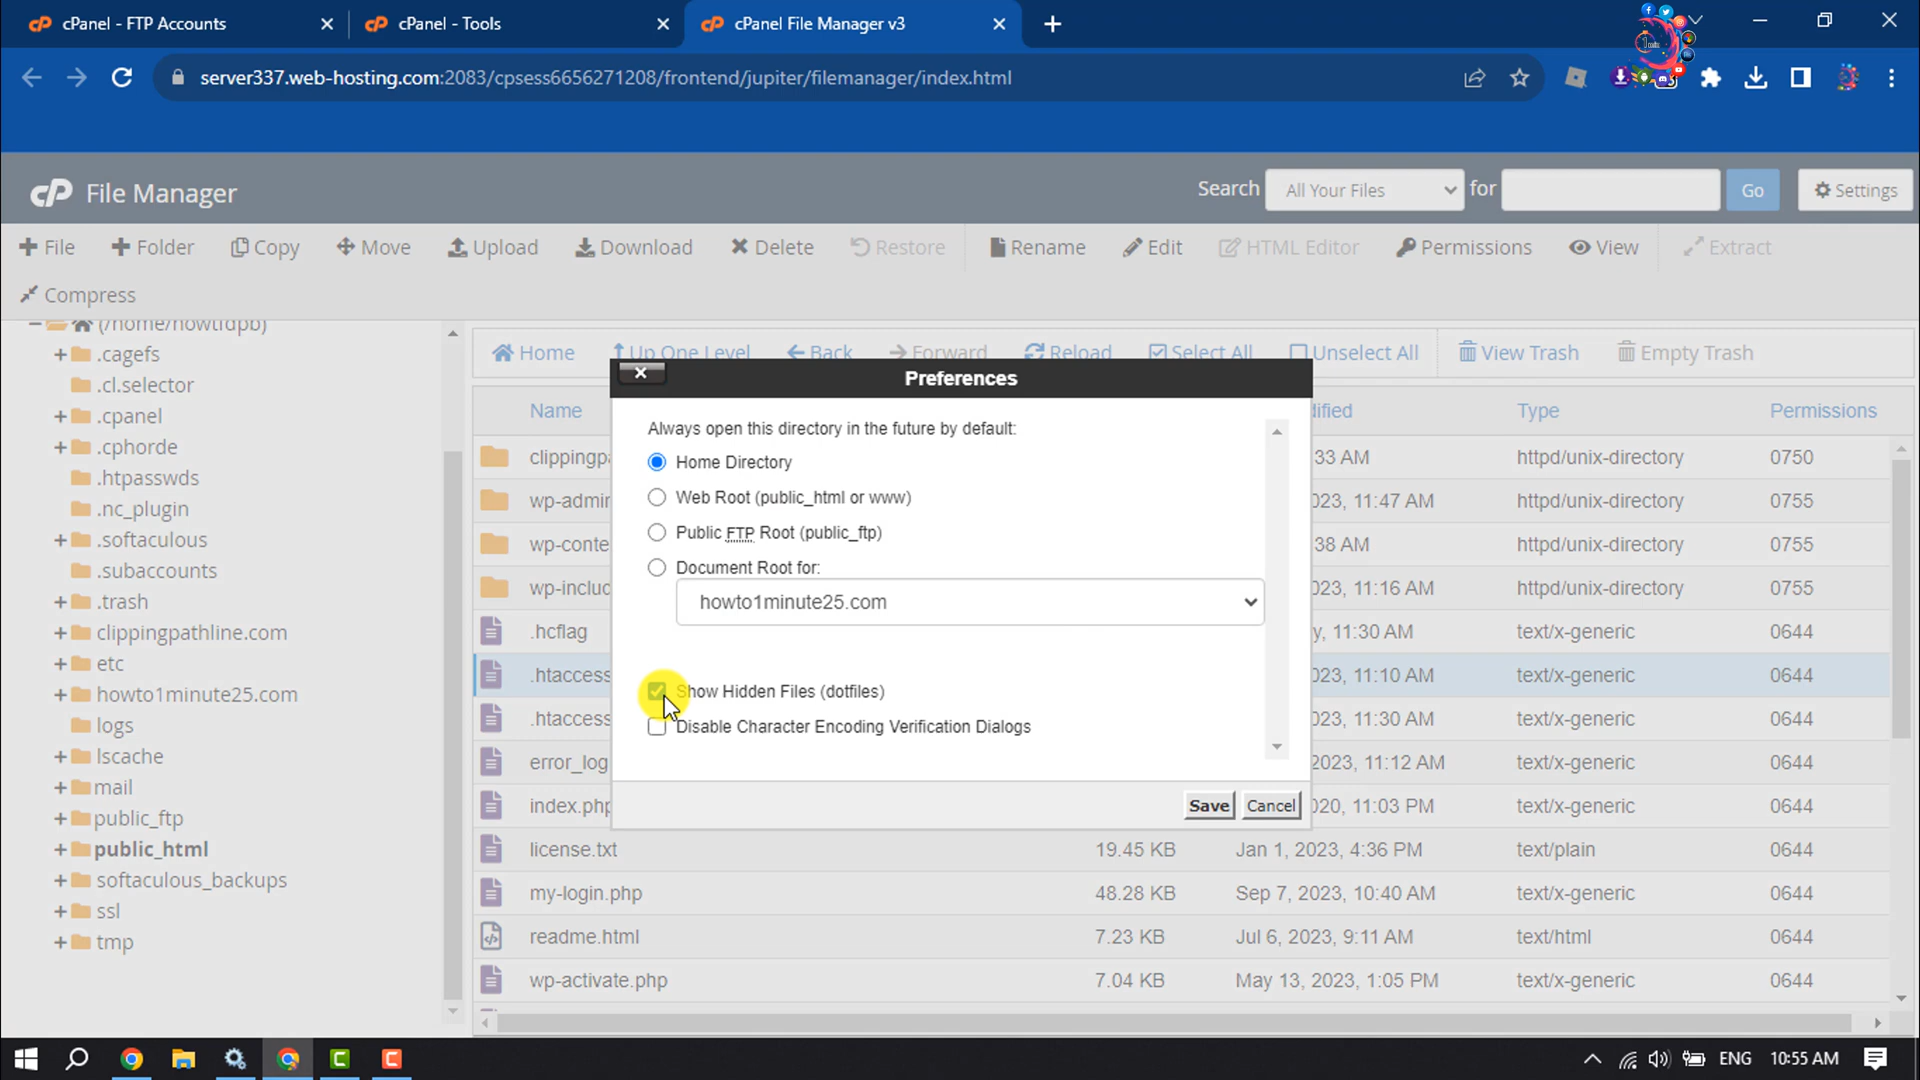 cPanel - FTP Accounts
cPanel - Tools
cPanel File Manager v3
server337.web-hosting.com:2083/cpsess6656271208/frontend/jupiter/filemanager/index.html
cP File Manager
Search All Your Files for Go Settings
File Folder Copy Move Upload Download Delete Restore Rename Edit HTML Editor Permissions View Extract
Compress
(/home/howtfdpb)
.cagefs
.cl.selector
.cpanel
.cphorde
.htpasswds
.nc_plugin
.softaculous
.subaccounts
.trash
clippingpathline.com
etc
howto1minute25.com
logs
lscache
mail
public_ftp
public_html
softaculous_backups
ssl
tmp
Home Up One Level Back Forward Reload Select All Unselect All View Trash Empty Trash
Name ified Type Permissions
clippingpa 33 AM httpd/unix-directory 0750
wp-admin 023, 11:47 AM httpd/unix-directory 0755
wp-conte 38 AM httpd/unix-directory 0755
wp-includ 023, 11:16 AM httpd/unix-directory 0755
.hcflag y, 11:30 AM text/x-generic 0644
.htaccess 023, 11:10 AM text/x-generic 0644
.htaccess 023, 11:30 AM text/x-generic 0644
error_log 2023, 11:12 AM text/x-generic 0644
index.php 020, 11:03 PM text/x-generic 0644
license.txt 19.45 KB Jan 1, 2023, 4:36 PM text/plain 0644
my-login.php 48.28 KB Sep 7, 2023, 10:40 AM text/x-generic 0644
readme.html 7.23 KB Jul 6, 2023, 9:11 AM text/html 0644
wp-activate.php 7.04 KB May 13, 2023, 1:05 PM text/x-generic 0644
Preferences
Always open this directory in the future by default:
Home Directory
Web Root (public_html or www)
Public FTP Root (public_ftp)
Document Root for:
howto1minute25.com
Show Hidden Files (dotfiles)
Disable Character Encoding Verification Dialogs
Save Cancel
ENG 10:55 AM